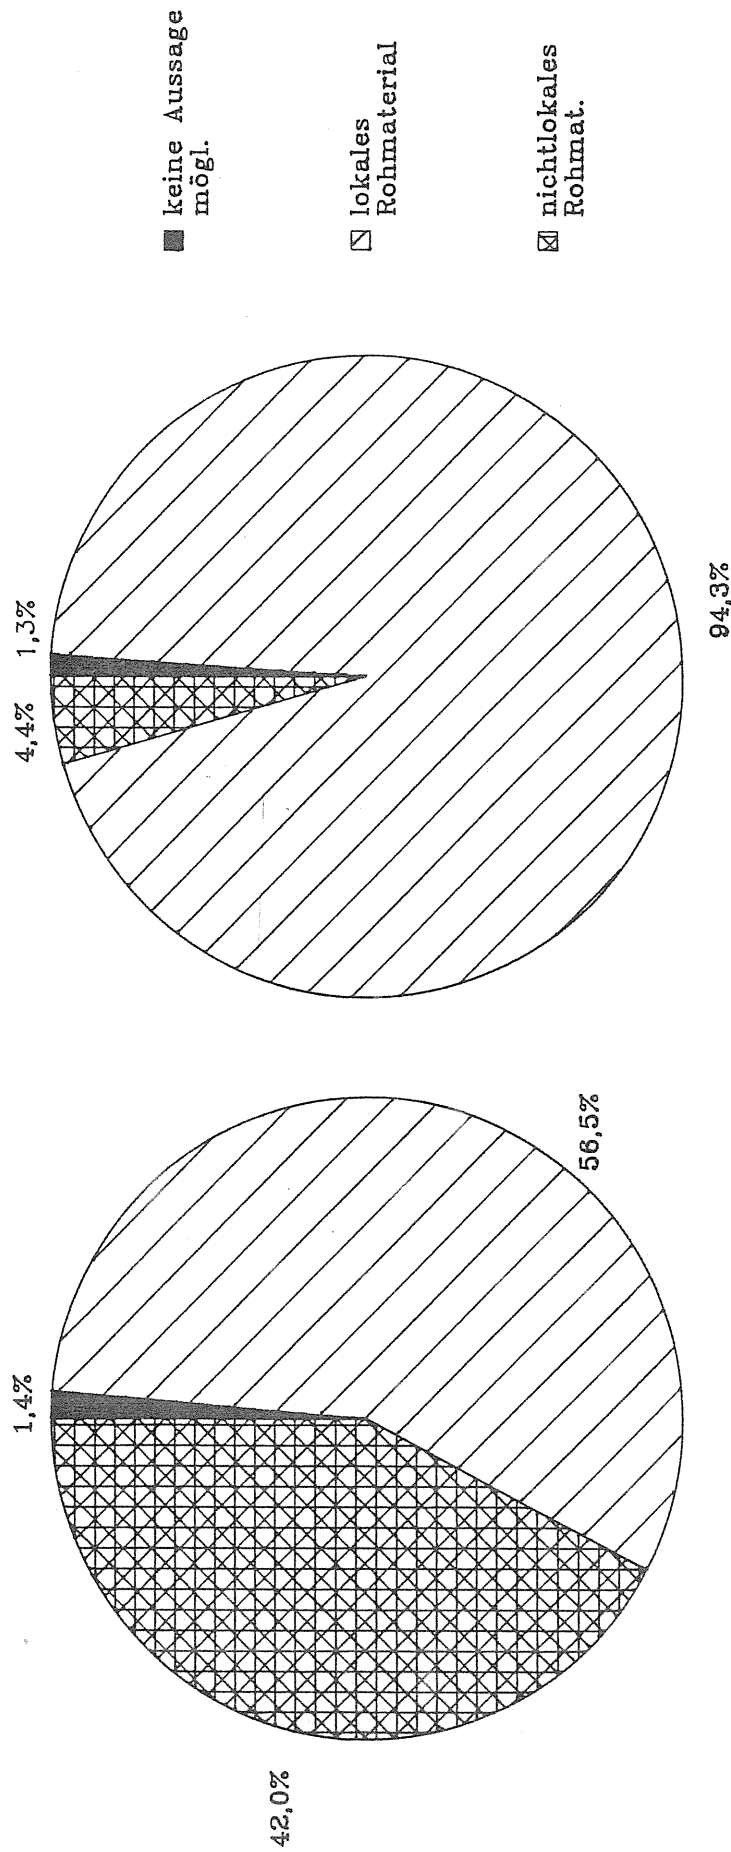 1,4%
42,0%
56,5%
4,4%
1,3%
94,3%
keine Aussage
mögl.
lokales
Rohmaterial
nichtlokales
Rohmat.